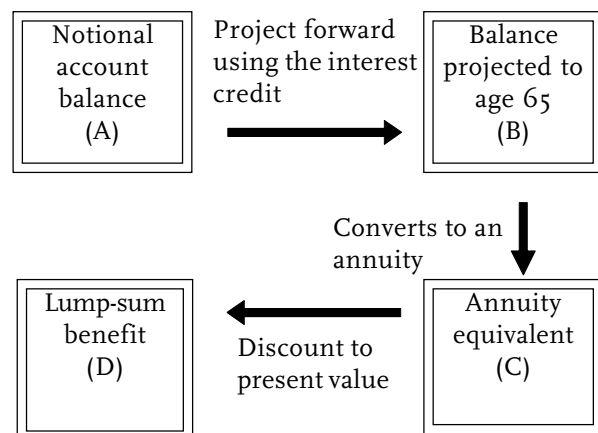 Notional
account
balance
(A)
Project forward
using the interest
credit
Balance
projected to
age 65
(B)
Converts to an
annuity
Annuity
equivalent
(C)
Discount to
present value
Lump-sum
benefit
(D)